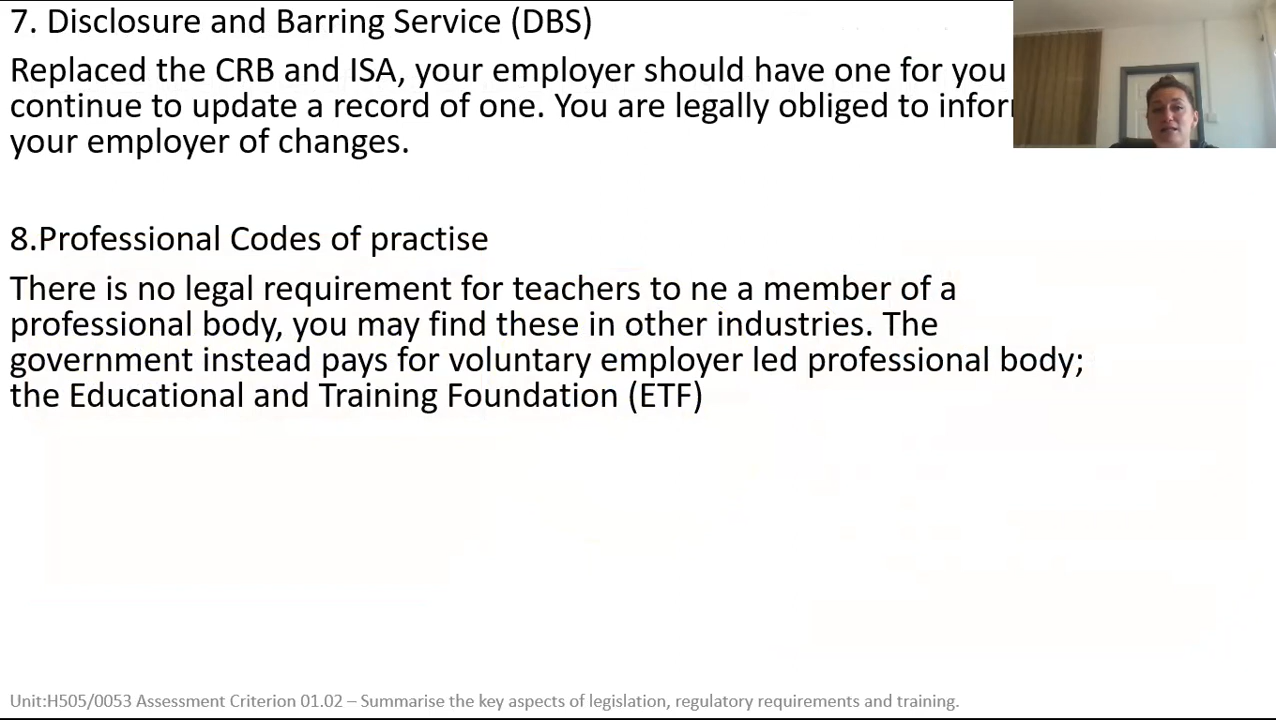 7. Disclosure and Barring Service (DBS)
Replaced the CRB and ISA, your employer should have one for you
continue to update a record of one. You are legally obliged to
your employer of changes.
8.Professional Codes of practise
There is no legal requirement for teachers to ne a member of a
professional body, you may find these in other industries. The
government instead pays for voluntary employer led professional body;
the Educational and Training Foundation (ETF)
Unit:H505/0053 Assessment Criterion 01.02 – Summarise the key aspects of legislation, regulatory requirements and training.